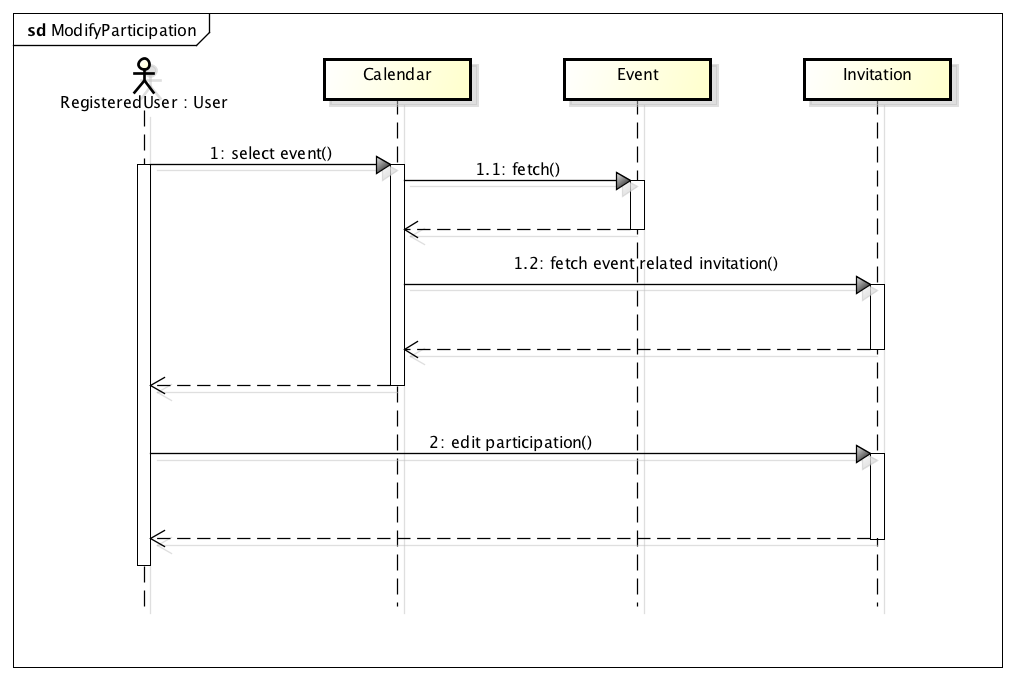 sd ModifyParticipation
RegisteredUser : User
Calendar
Event
Invitation
1: select event()
1.1: fetch()
1.2: fetch event related invitation()
2: edit participation()